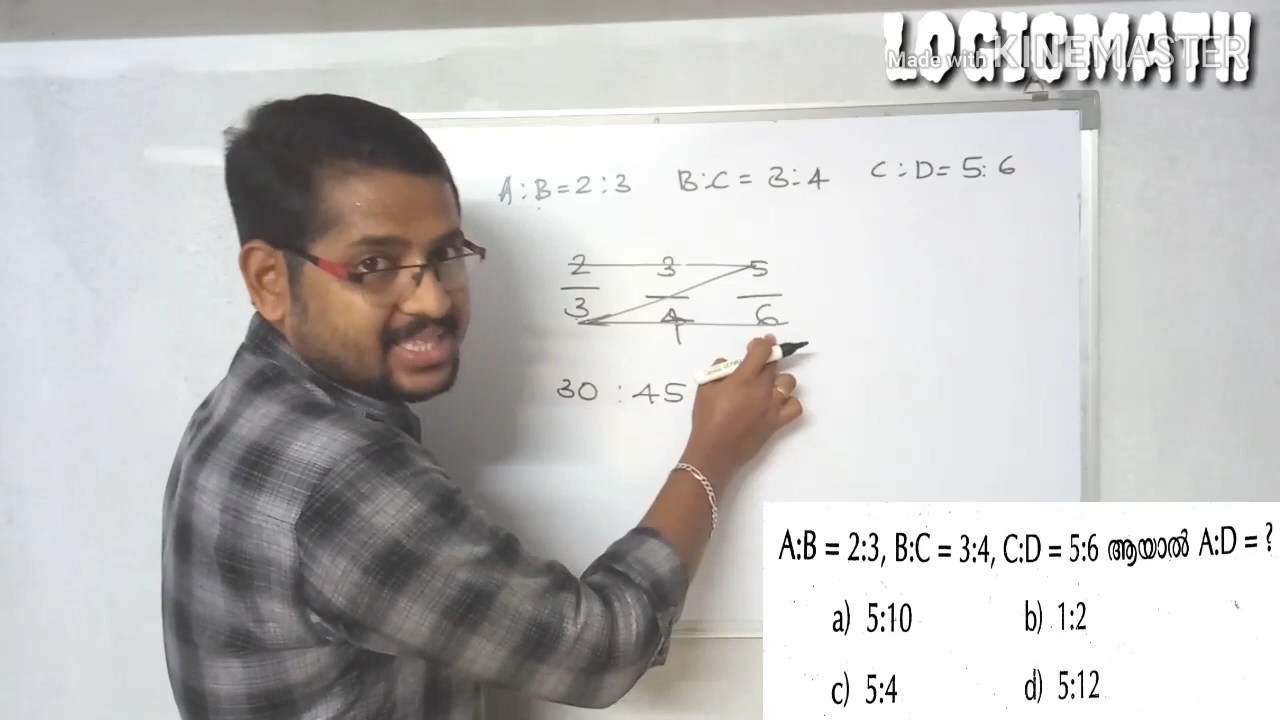 LOGICMATH
Made with KINEMASTER
A:B=2:3 B:C = 3:4 C:D= 5:6
2 3 5
3 4 6
30 : 45
A:B = 2:3, B:C = 3:4, C:D = 5:6 ആയാൽ A:D = ?
a) 5:10 b) 1:2
c) 5:4 d) 5:12